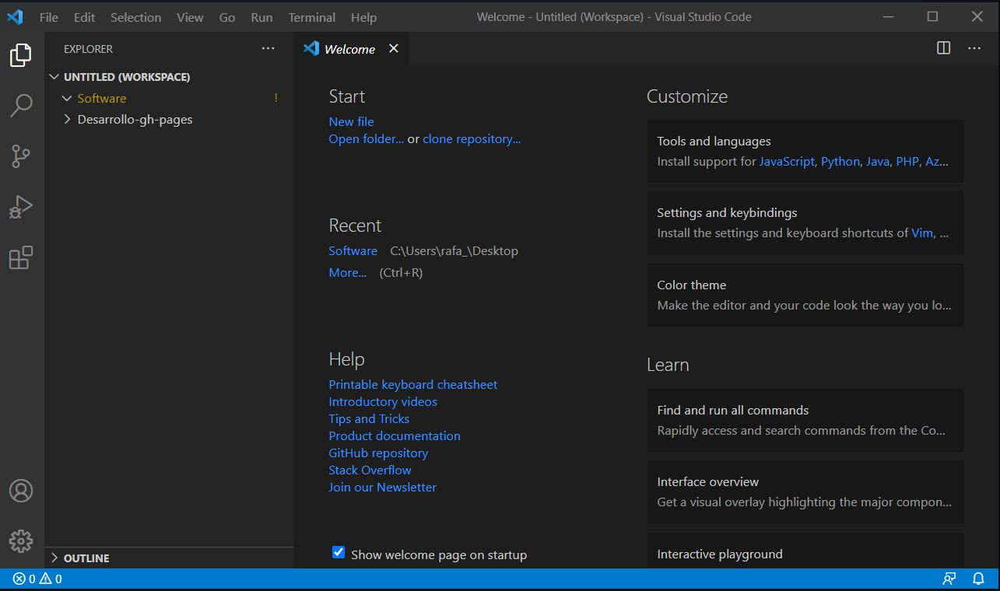 File Edit Selection View Go Run Terminal Help
Welcome - Untitled (Workspace) - Visual Studio Code
EXPLORER
UNTITLED (WORKSPACE)
Software !
Desarrollo-gh-pages
OUTLINE
Welcome
Start
New file
Open folder... or clone repository...
Recent
Software C:\Users\rafa_\Desktop
More... (Ctrl+R)
Help
Printable keyboard cheatsheet
Introductory videos
Tips and Tricks
Product documentation
GitHub repository
Stack Overflow
Join our Newsletter
Show welcome page on startup
Customize
Tools and languages
Install support for JavaScript, Python, Java, PHP, Az...
Settings and keybindings
Install the settings and keyboard shortcuts of Vim, ...
Color theme
Make the editor and your code look the way you lo...
Learn
Find and run all commands
Rapidly access and search commands from the Co...
Interface overview
Get a visual overlay highlighting the major compon...
Interactive playground
0 0